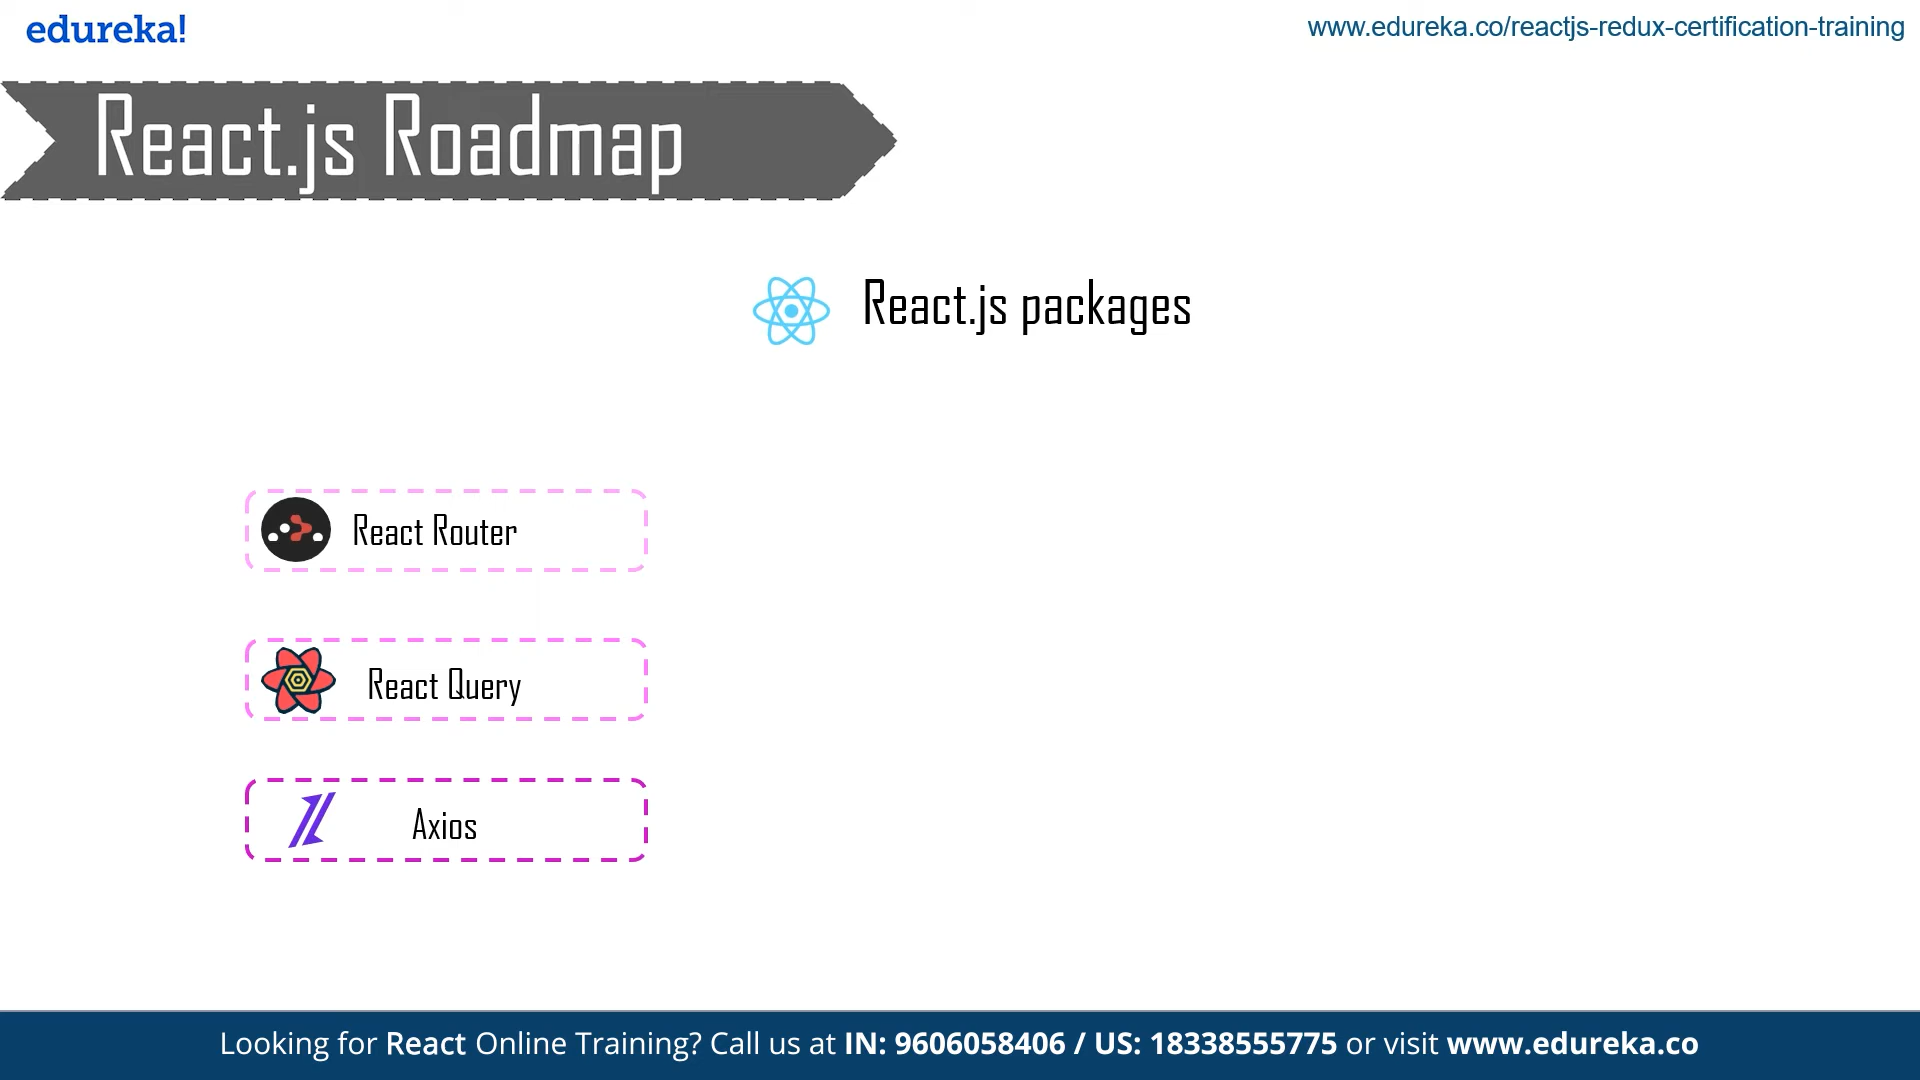 edureka!
www.edureka.co/reactjs-redux-certification-training
React.js Roadmap
React.js packages
React Router
React Query
Axios
Looking for React Online Training? Call us at IN: 9606058406 / US: 18338555775 or visit www.edureka.co